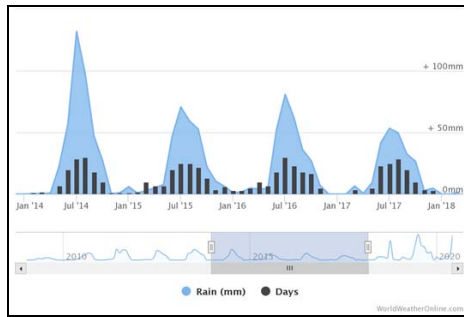 + 100mm
+ 50mm
0mm
Jan '14 Jul '14 Jan '15 Jul '15 Jan '16 Jul '16 Jan '17 Jul '17 Jan '18
2010 2015 2020
Rain (mm) Days
WorldWeatherOnline.com